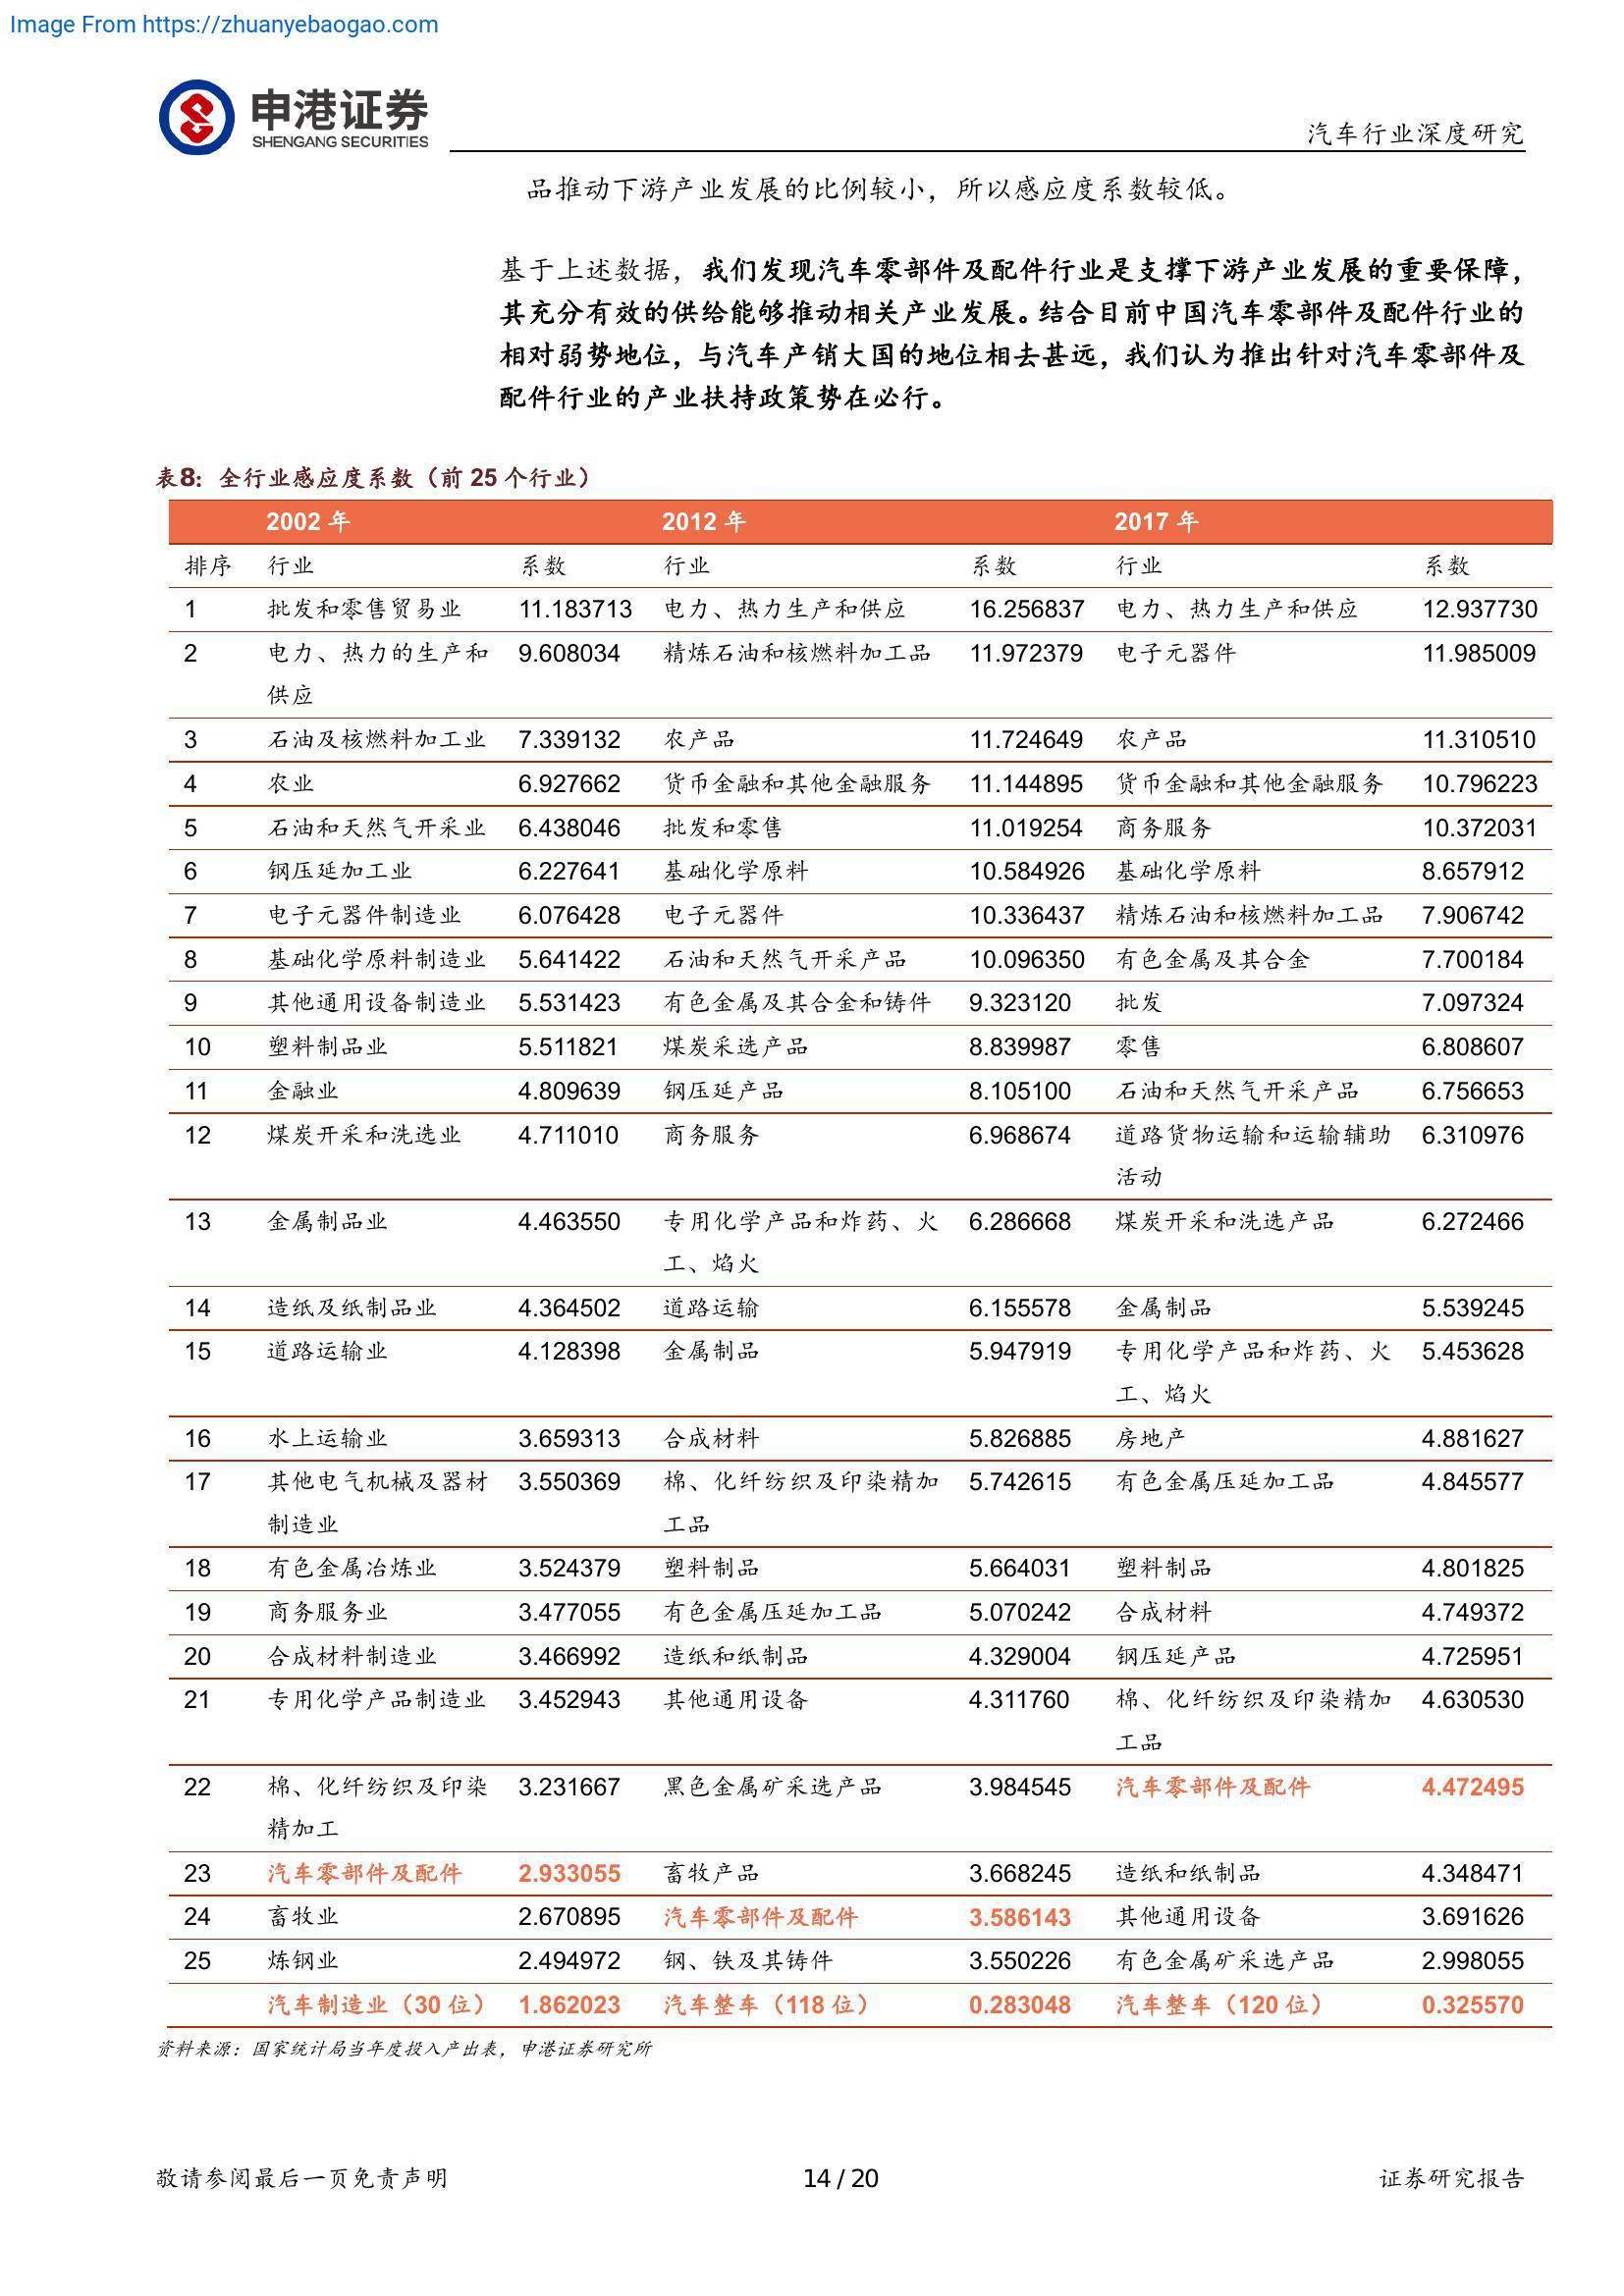 Image From https://zhuanyebaogao.com
申港证券
SHENGANG SECURITIES
汽车行业深度研究
品推动下游产业发展的比例较小，所以感应度系数较低。
基于上述数据，我们发现汽车零部件及配件行业是支撑下游产业发展的重要保障，
其充分有效的供给能够推动相关产业发展。结合目前中国汽车零部件及配件行业的
相对弱势地位，与汽车产销大国的地位相去甚远，我们认为推出针对汽车零部件及
配件行业的产业扶持政策势在必行。
表8：全行业感应度系数（前 25 个行业）
2002 年 2012 年 2017 年
排序 行业 系数 行业 系数 行业 系数
1 批发和零售贸易业 11.183713 电力、热力生产和供应 16.256837 电力、热力生产和供应 12.937730
2 电力、热力的生产和 9.608034 精炼石油和核燃料加工品 11.972379 电子元器件 11.985009
供应
3 石油及核燃料加工业 7.339132 农产品 11.724649 农产品 11.310510
4 农业 6.927662 货币金融和其他金融服务 11.144895 货币金融和其他金融服务 10.796223
5 石油和天然气开采业 6.438046 批发和零售 11.019254 商务服务 10.372031
6 钢压延加工业 6.227641 基础化学原料 10.584926 基础化学原料 8.657912
7 电子元器件制造业 6.076428 电子元器件 10.336437 精炼石油和核燃料加工品 7.906742
8 基础化学原料制造业 5.641422 石油和天然气开采产品 10.096350 有色金属及其合金 7.700184
9 其他通用设备制造业 5.531423 有色金属及其合金和铸件 9.323120 批发 7.097324
10 塑料制品业 5.511821 煤炭采选产品 8.839987 零售 6.808607
11 金融业 4.809639 钢压延产品 8.105100 石油和天然气开采产品 6.756653
12 煤炭开采和洗选业 4.711010 商务服务 6.968674 道路货物运输和运输辅助 6.310976
活动
13 金属制品业 4.463550 专用化学产品和炸药、火 6.286668 煤炭开采和洗选产品 6.272466
工、焰火
14 造纸及纸制品业 4.364502 道路运输 6.155578 金属制品 5.539245
15 道路运输业 4.128398 金属制品 5.947919 专用化学产品和炸药、火 5.453628
工、焰火
16 水上运输业 3.659313 合成材料 5.826885 房地产 4.881627
17 其他电气机械及器材 3.550369 棉、化纤纺织及印染精加 5.742615 有色金属压延加工品 4.845577
制造业 工品
18 有色金属冶炼业 3.524379 塑料制品 5.664031 塑料制品 4.801825
19 商务服务业 3.477055 有色金属压延加工品 5.070242 合成材料 4.749372
20 合成材料制造业 3.466992 造纸和纸制品 4.329004 钢压延产品 4.725951
21 专用化学产品制造业 3.452943 其他通用设备 4.311760 棉、化纤纺织及印染精加 4.630530
工品
22 棉、化纤纺织及印染 3.231667 黑色金属矿采选产品 3.984545 汽车零部件及配件 4.472495
精加工
23 汽车零部件及配件 2.933055 畜牧产品 3.668245 造纸和纸制品 4.348471
24 畜牧业 2.670895 汽车零部件及配件 3.586143 其他通用设备 3.691626
25 炼钢业 2.494972 钢、铁及其铸件 3.550226 有色金属矿采选产品 2.998055
汽车制造业（30 位） 1.862023 汽车整车（118 位） 0.283048 汽车整车（120 位） 0.325570
资料来源：国家统计局当年度投入产出表，申港证券研究所
敬请参阅最后一页免责声明 14 / 20 证券研究报告